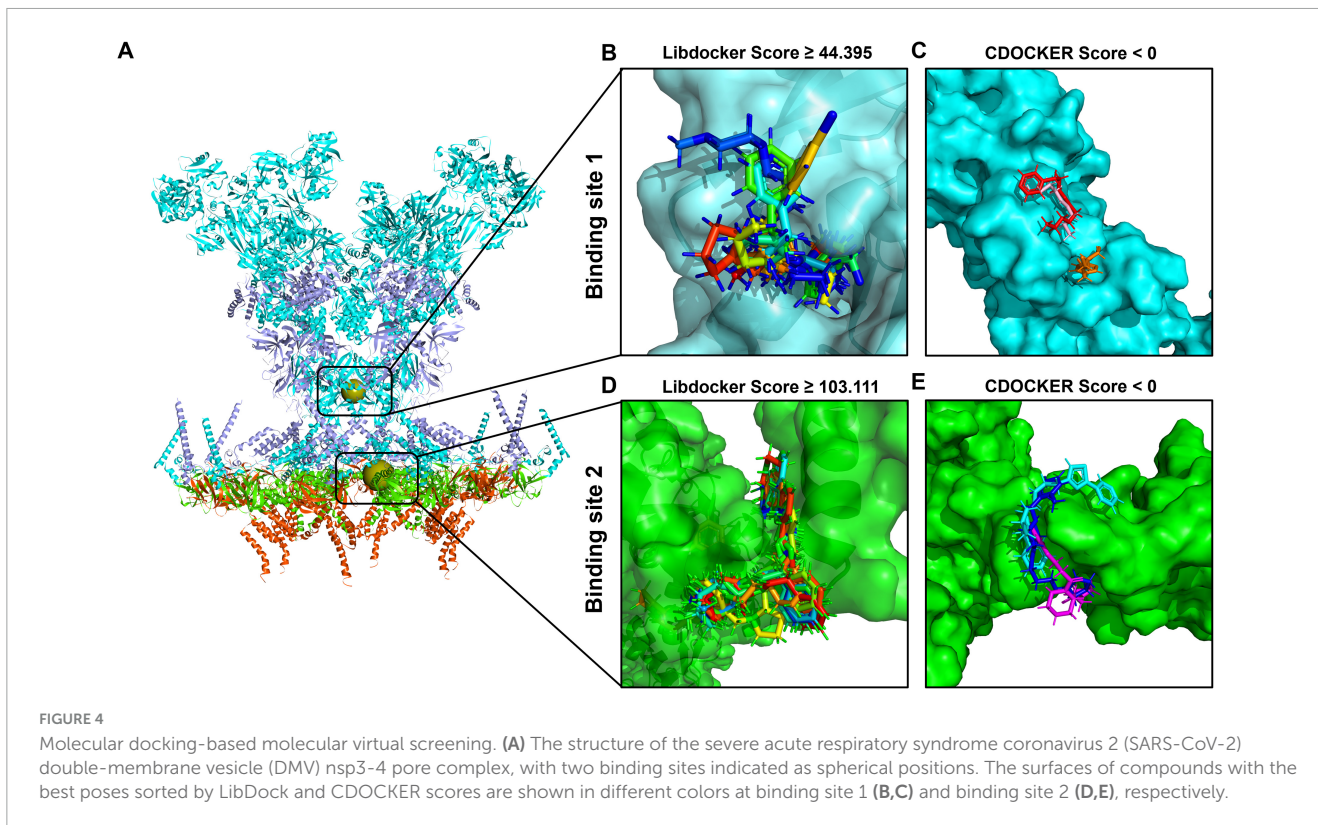 A
B
Libdocker Score ≥ 44.395
C
CDOCKER Score < 0
Binding site 1
D
Libdocker Score ≥ 103.111
E
CDOCKER Score < 0
Binding site 2
FIGURE 4
Molecular docking-based molecular virtual screening. (A) The structure of the severe acute respiratory syndrome coronavirus 2 (SARS-CoV-2)
double-membrane vesicle (DMV) nsp3-4 pore complex, with two binding sites indicated as spherical positions. The surfaces of compounds with the
best poses sorted by LibDock and CDOCKER scores are shown in different colors at binding site 1 (B,C) and binding site 2 (D,E), respectively.